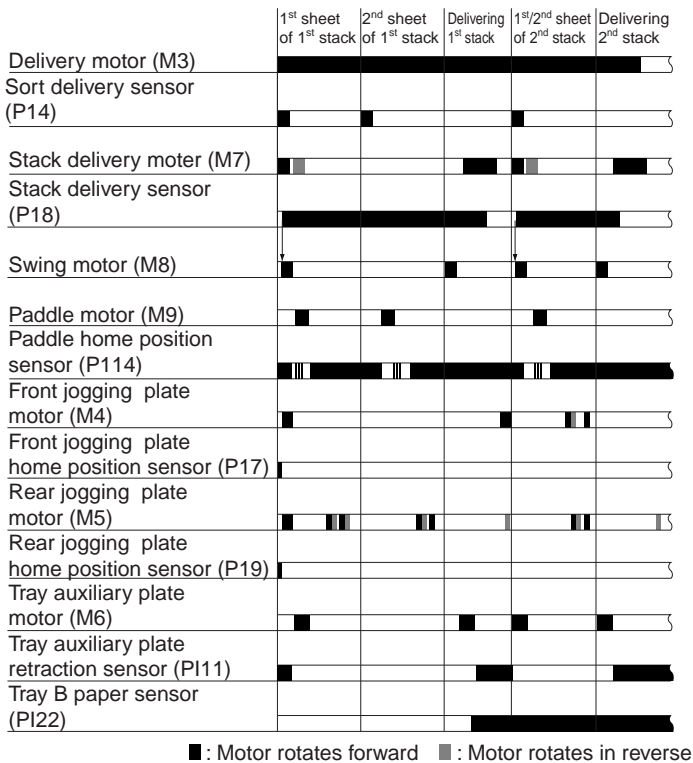 1st sheet of 1st stack
2nd sheet of 1st stack
Delivering 1st stack
1st/2nd sheet of 2nd stack
Delivering 2nd stack
Delivery motor (M3)
Sort delivery sensor
(P14)
Stack delivery moter (M7)
Stack delivery sensor
(P18)
Swing motor (M8)
Paddle motor (M9)
Paddle home position
sensor (P114)
Front jogging plate
motor (M4)
Front jogging plate
home position sensor (P17)
Rear jogging plate
motor (M5)
Rear jogging plate
home position sensor (P19)
Tray auxiliary plate
motor (M6)
Tray auxiliary plate
retraction sensor (PI11)
Tray B paper sensor
(PI22)
: Motor rotates forward : Motor rotates in reverse